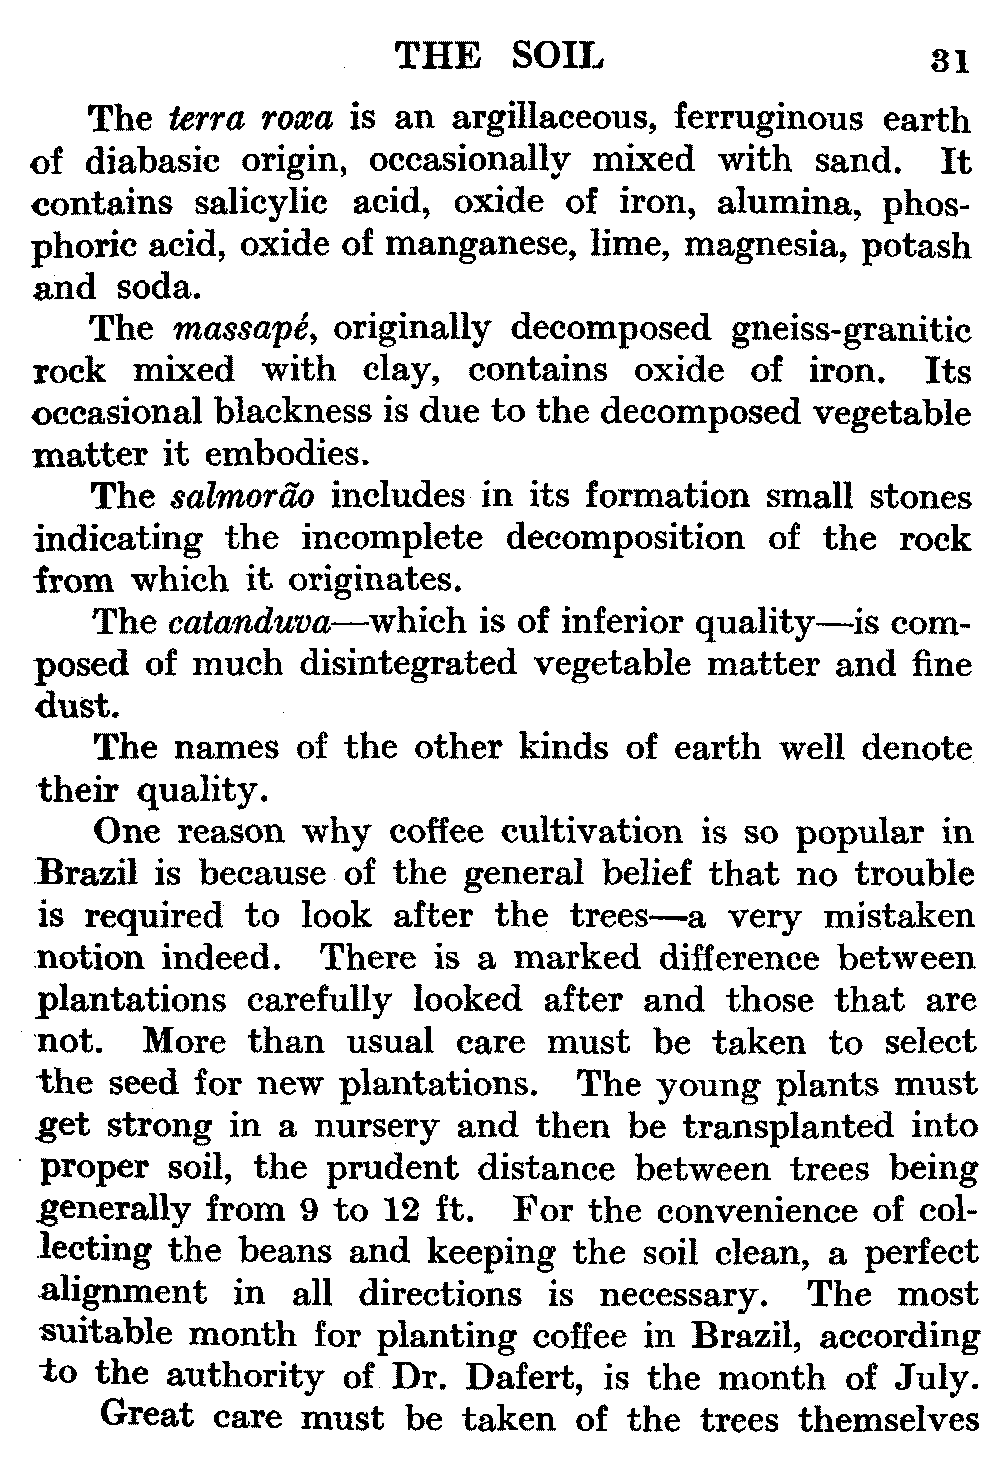 THE SOIL 31
The terra roxa is an argillaceous, ferruginous earth
of diabasic origin, occasionally mixed with sand. It
contains salicylic acid, oxide of iron, alumina, phos-
phoric acid, oxide of manganese, lime, magnesia, potash
and soda.
The massapé, originally decomposed gneiss-granitic
rock mixed with clay, contains oxide of iron. Its
occasional blackness is due to the decomposed vegetable
matter it embodies.
The salmorão includes in its formation small stones
indicating the incomplete decomposition of the rock
from which it originates.
The catanduva—which is of inferior quality—is com-
posed of much disintegrated vegetable matter and fine
dust.
The names of the other kinds of earth well denote
their quality.
One reason why coffee cultivation is so popular in
Brazil is because of the general belief that no trouble
is required to look after the trees—a very mistaken
notion indeed. There is a marked difference between
plantations carefully looked after and those that are
not. More than usual care must be taken to select
the seed for new plantations. The young plants must
get strong in a nursery and then be transplanted into
proper soil, the prudent distance between trees being
generally from 9 to 12 ft. For the convenience of col-
lecting the beans and keeping the soil clean, a perfect
alignment in all directions is necessary. The most
suitable month for planting coffee in Brazil, according
to the authority of Dr. Dafert, is the month of July.
Great care must be taken of the trees themselves